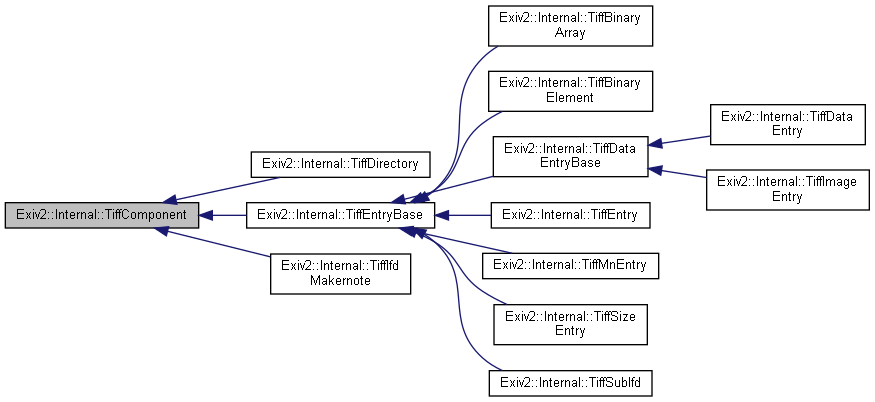 Exiv2::Internal::TiffBinary
Array
Exiv2::Internal::TiffBinary
Element
Exiv2::Internal::TiffData
Entry
Exiv2::Internal::TiffData
EntryBase
Exiv2::Internal::TiffDirectory
Exiv2::Internal::TiffImage
Entry
Exiv2::Internal::TiffComponent
Exiv2::Internal::TiffEntryBase
Exiv2::Internal::TiffEntry
Exiv2::Internal::TiffIfd
Makernote
Exiv2::Internal::TiffMnEntry
Exiv2::Internal::TiffSize
Entry
Exiv2::Internal::TiffSubIfd